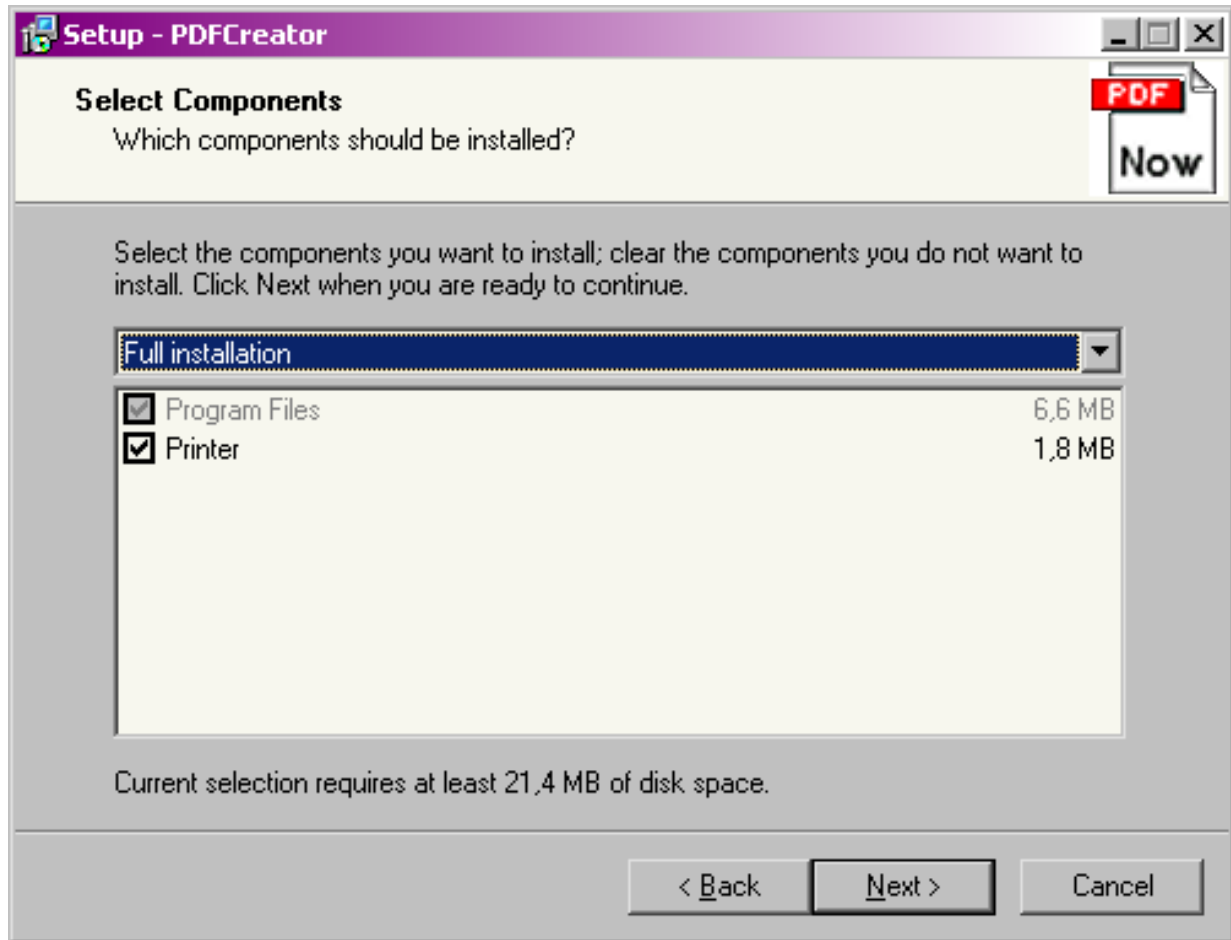 Setup - PDFCreator
Select Components
Which components should be installed?
PDF
Now
Select the components you want to install; clear the components you do not want to
install. Click Next when you are ready to continue.
Full installation
Program Files 6,6 MB
Printer 1,8 MB
Current selection requires at least 21,4 MB of disk space.
< Back Next > Cancel